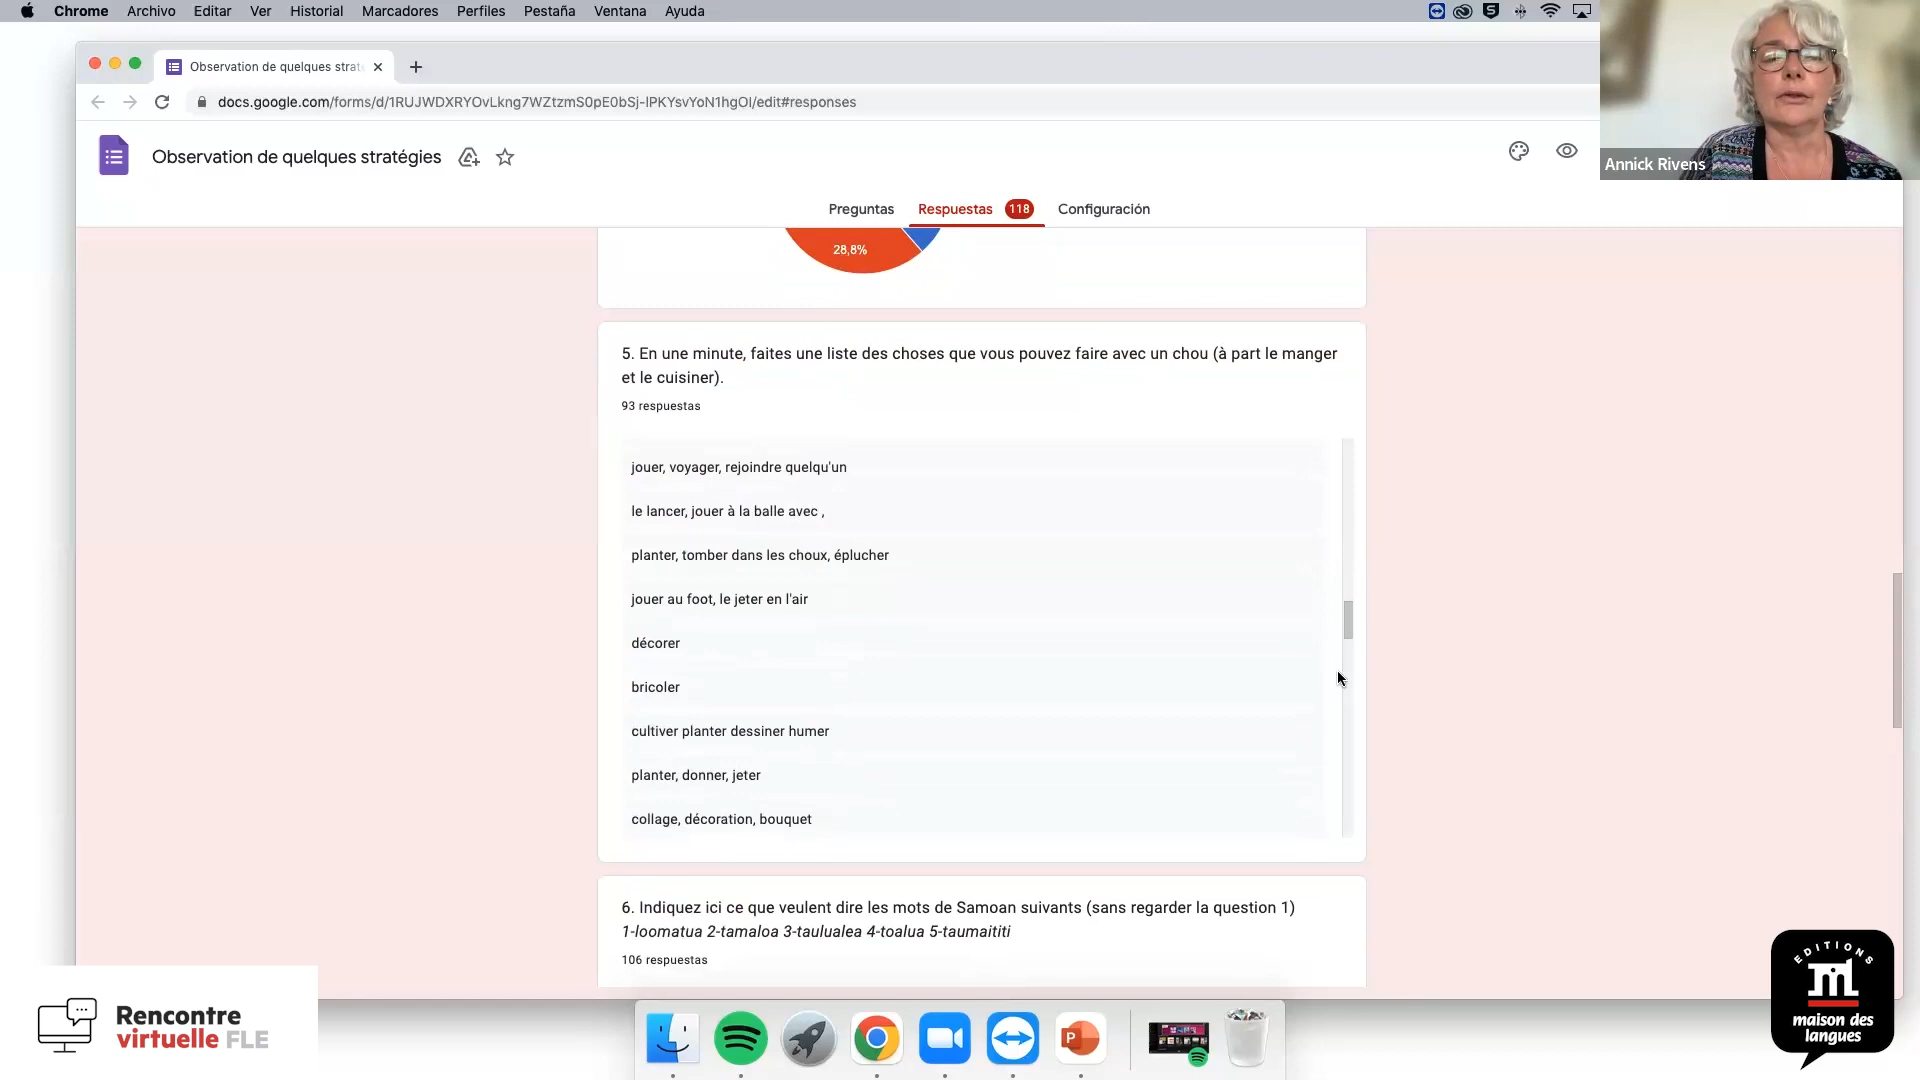 Chrome Archivo Editar Ver Historial Marcadores Perfiles Pestaña Ventana Ayuda
Observation de quelques strat
docs.google.com/forms/d/1RUJWDXRYOvLkng7WZtzmS0pE0bSj-IPKYsvYoN1hgOI/edit#responses
Observation de quelques stratégies
Annick Rivens
Preguntas Respuestas 118 Configuración
28,8%
5. En une minute, faites une liste des choses que vous pouvez faire avec un chou (à part le manger
et le cuisiner).
93 respuestas
jouer, voyager, rejoindre quelqu'un
le lancer, jouer à la balle avec ,
planter, tomber dans les choux, éplucher
jouer au foot, le jeter en l'air
décorer
bricoler
cultiver planter dessiner humer
planter, donner, jeter
collage, décoration, bouquet
6. Indiquez ici ce que veulent dire les mots de Samoan suivants (sans regarder la question 1)
1-loomatua 2-tamaloa 3-taulualea 4-toalua 5-taumaititi
106 respuestas
Rencontre
virtuelle FLE
EDITIONS
maison des
langues